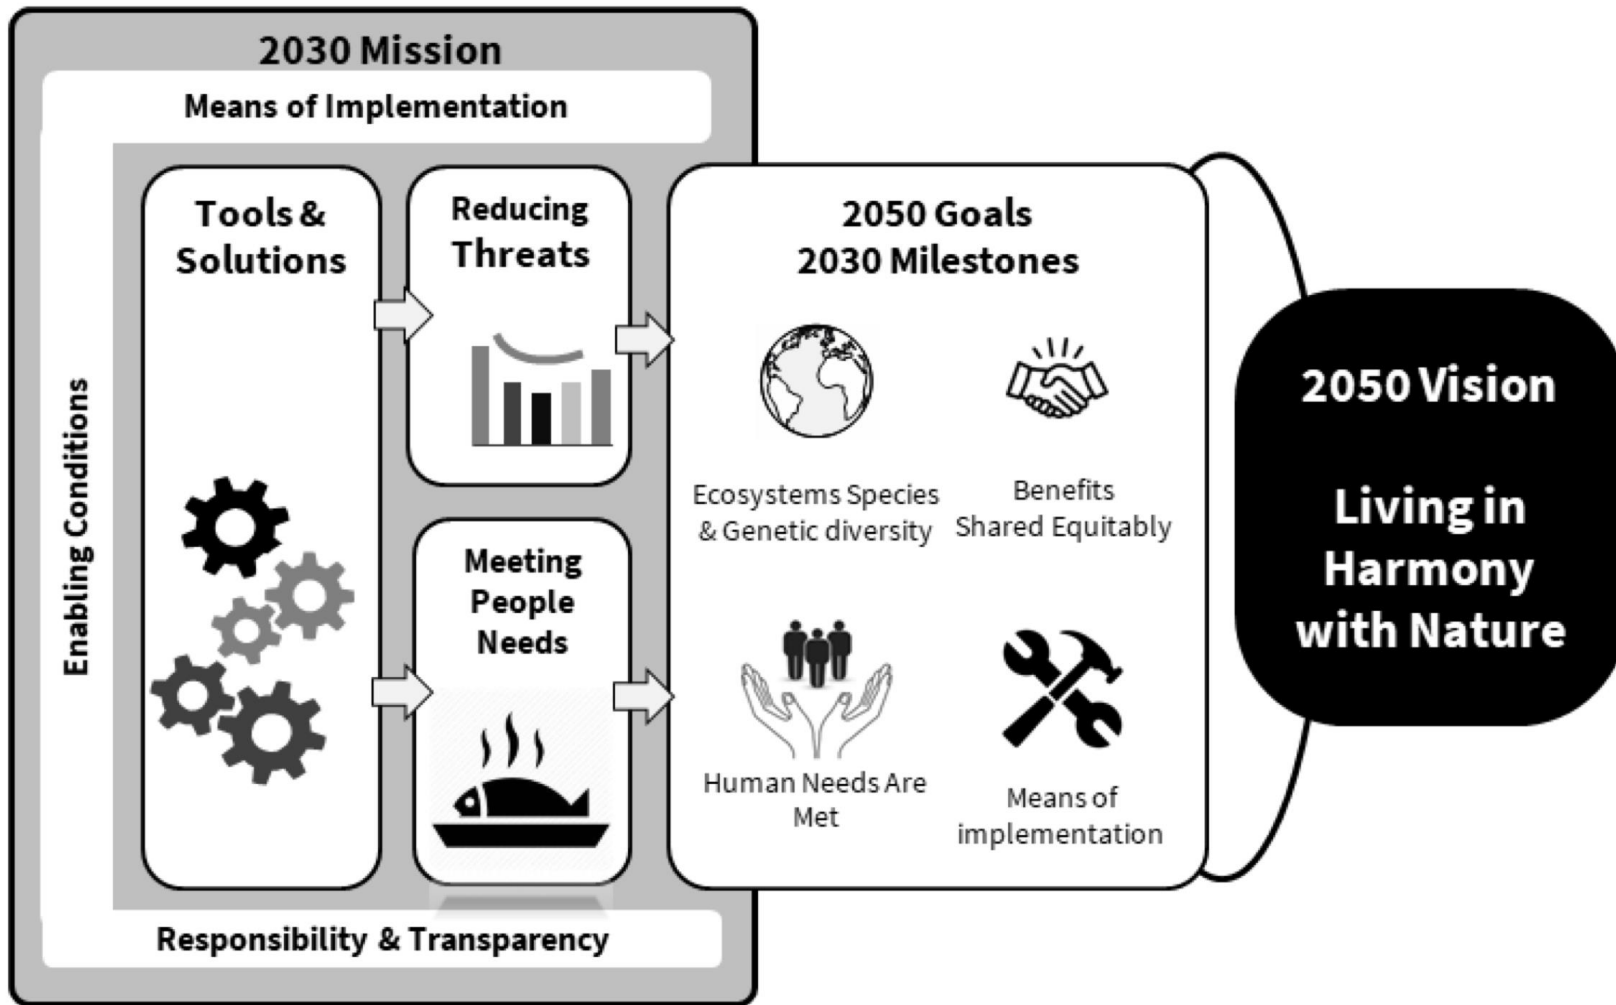 2030 Mission
Means of Implementation
Enabling Conditions
Tools &
Solutions
Reducing
Threats
Meeting
People
Needs
2050 Goals
2030 Milestones
Ecosystems Species
& Genetic diversity
Benefits
Shared Equitably
Human Needs Are
Met
Means of
implementation
2050 Vision
Living in
Harmony
with Nature
Responsibility & Transparency